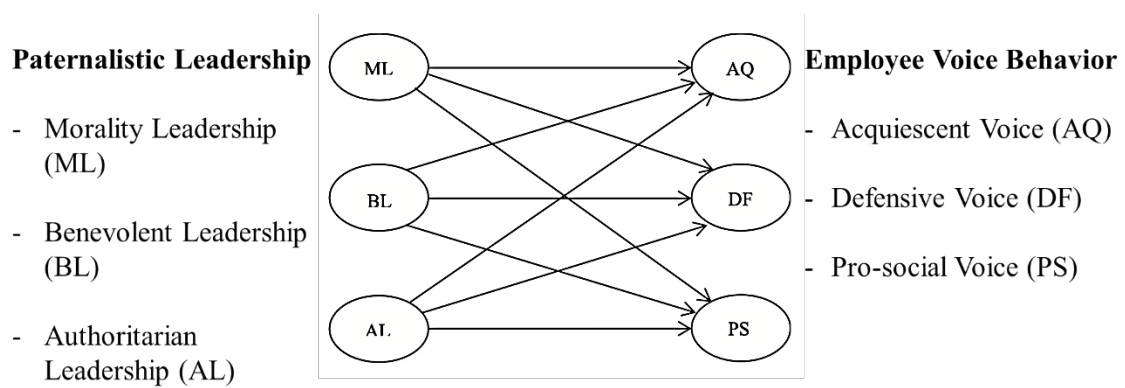 Paternalistic Leadership
- Morality Leadership
(ML)
- Benevolent Leadership
(BL)
- Authoritarian
Leadership (AL)
ML
BL
AL
AQ
DF
PS
Employee Voice Behavior
- Acquiescent Voice (AQ)
- Defensive Voice (DF)
- Pro-social Voice (PS)